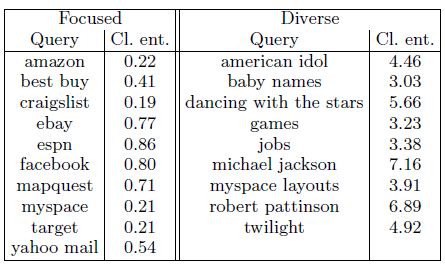 Focused Diverse
Query Cl. ent. Query Cl. ent.
amazon 0.22 american idol 4.46
best buy 0.41 baby names 3.03
craigslist 0.19 dancing with the stars 5.66
ebay 0.77 games 3.23
espn 0.86 jobs 3.38
facebook 0.80 michael jackson 7.16
mapquest 0.71 myspace layouts 3.91
myspace 0.21 robert pattinson 6.89
target 0.21 twilight 4.92
yahoo mail 0.54